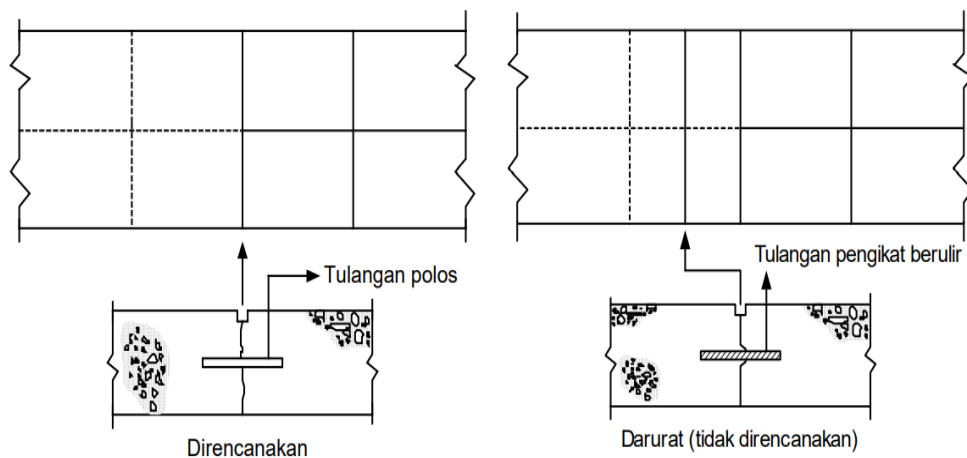 Tulangan polos
Direncanakan
Tulangan pengikat berulir
Darurat (tidak direncanakan)